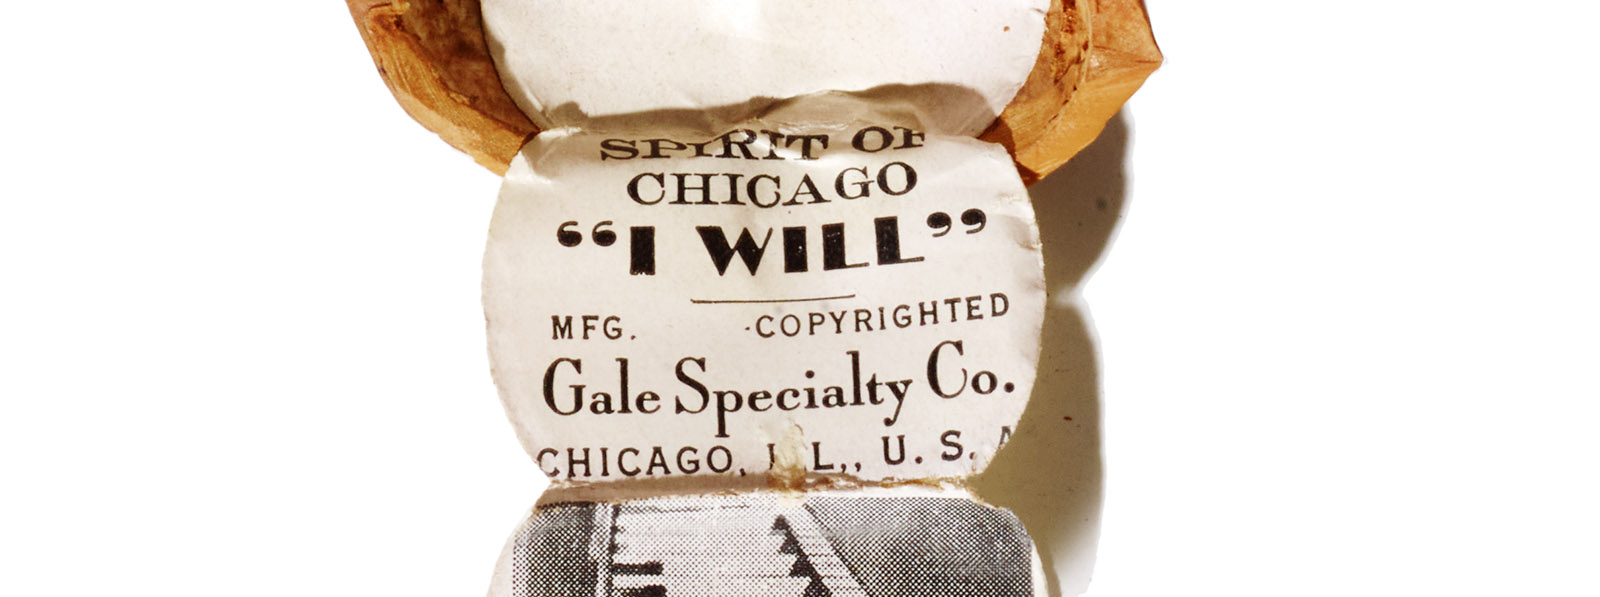 SPIRIT OF
CHICAGO
“I WILL”
MFG. COPYRIGHTED
Gale Specialty Co.
CHICAGO, ILL., U. S. A